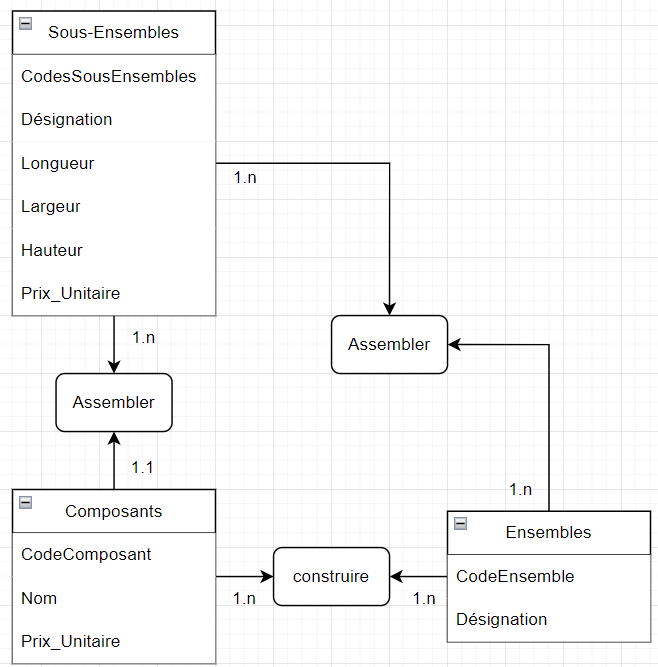 Sous-Ensembles
CodesSousEnsembles
Désignation
Longueur
Largeur
Hauteur
Prix_Unitaire
1.n
1.n
Assembler
Assembler
1.1
1.n
Composants
CodeComposant
Nom
Prix_Unitaire
construire
1.n
1.n
Ensembles
CodeEnsemble
Désignation